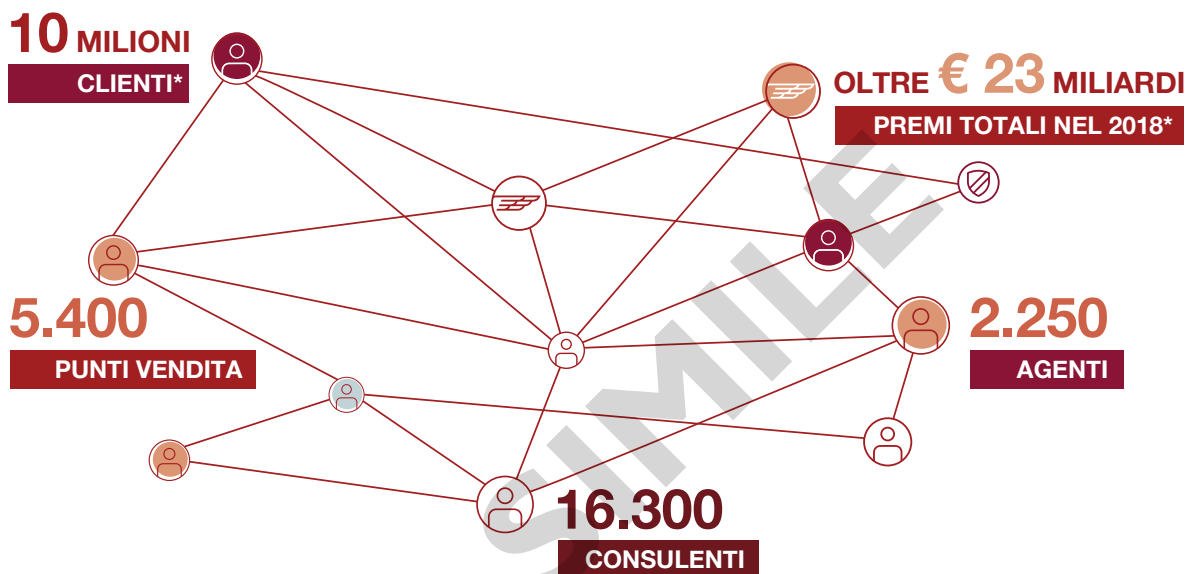 10 MILIONI
CLIENTI*
OLTRE € 23 MILIARDI
PREMI TOTALI NEL 2018*
5.400
PUNTI VENDITA
2.250
AGENTI
16.300
CONSULENTI
SIMILE